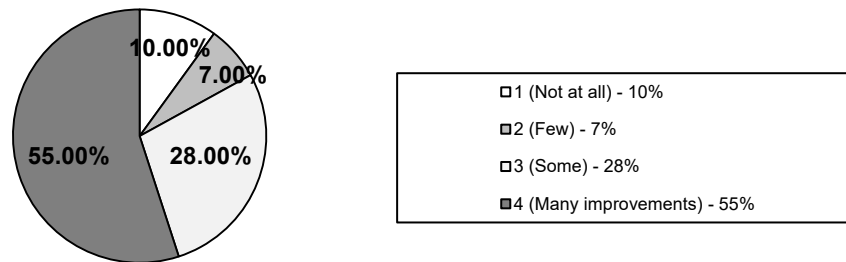 10.00%
7.00%
28.00%
55.00%
1 (Not at all) - 10%
2 (Few) - 7%
3 (Some) - 28%
4 (Many improvements) - 55%